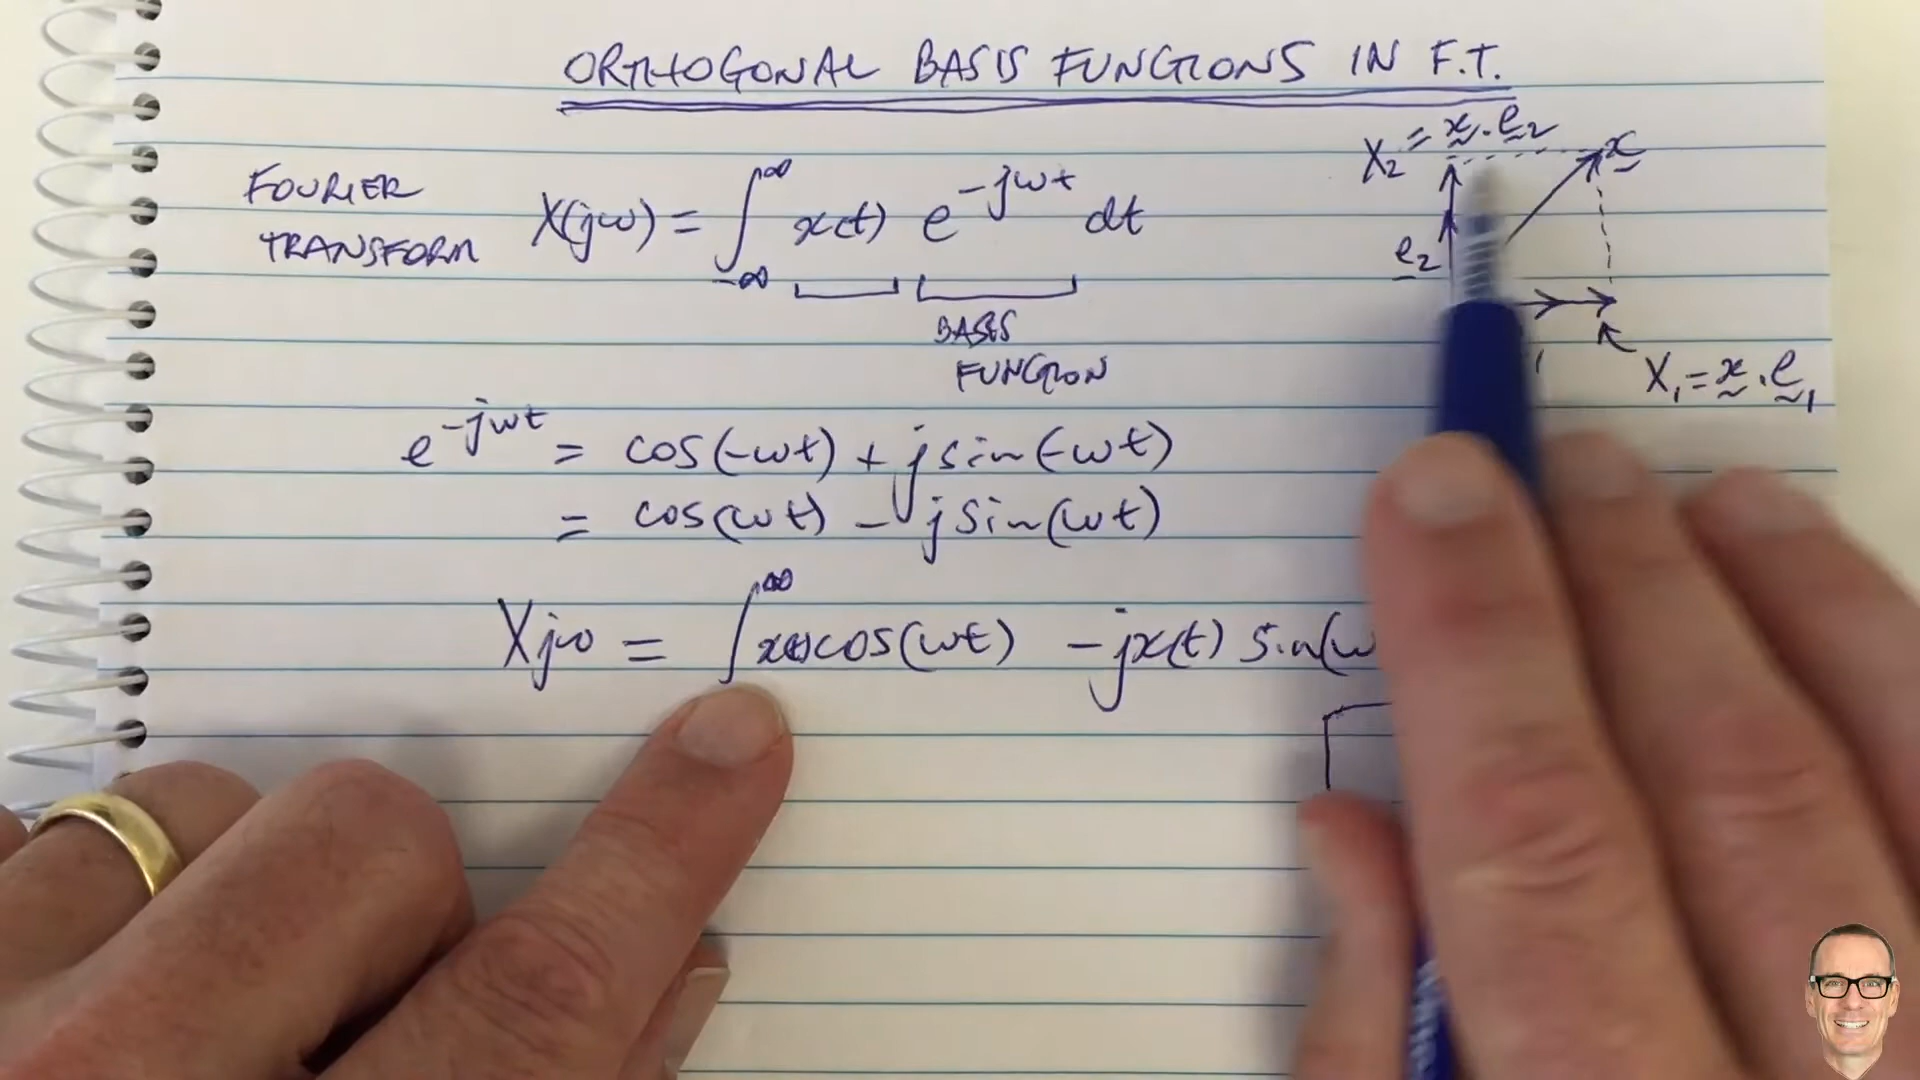 ORTHOGONAL BASIS FUNCTIONS IN F.T.
FOURIER TRANSFORM
X(jω) = ∫_{-∞}^{∞} x(t) e^{-jωt} dt
BASIS
FUNCTION
X₂ = x . e₂
x
e₂
X₁ = x . e₁
e^{-jωt} = cos(-ωt) + j sin(-ωt)
= cos(ωt) - j sin(ωt)
Xjω = ∫^{∞} x(t)cos(ωt) - jx(t) sin(ω